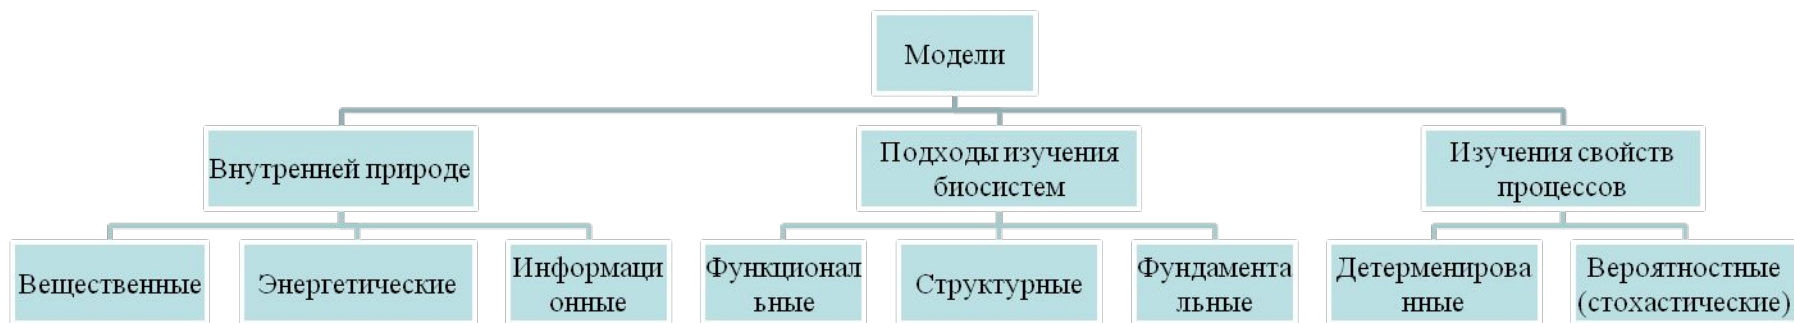 Модели
Внутренней природе
Подходы изучения
биосистем
Изучения свойств
процессов
Вещественные
Энергетические
Информаци
онные
Функционал
ьные
Структурные
Фундамента
льные
Детерменирова
нные
Вероятностные
(стохастические)